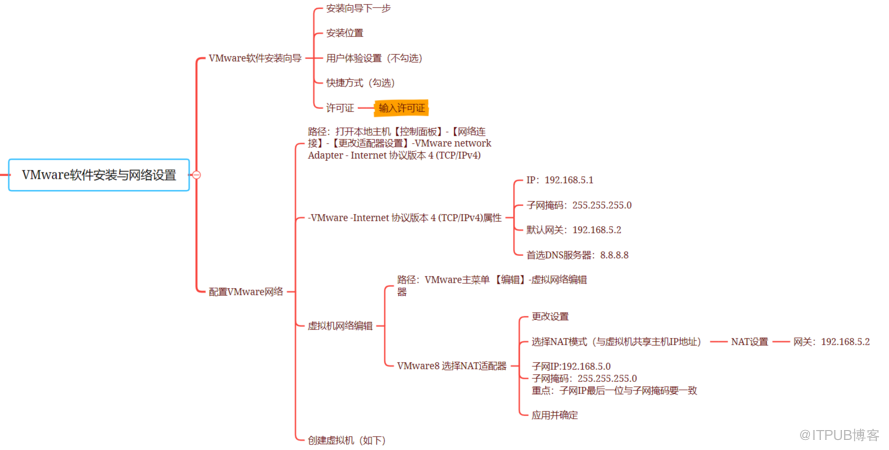 VMware软件安装与网络设置
VMware软件安装向导
安装向导下一步
安装位置
用户体验设置（不勾选）
快捷方式（勾选）
许可证
输入许可证
配置VMware网络
路径：打开本地主机【控制面板】-【网络连
接】-【更改适配器设置】-VMware network
Adapter - Internet 协议版本 4 (TCP/IPv4)
-VMware -Internet 协议版本 4 (TCP/IPv4)属性
IP：192.168.5.1
子网掩码：255.255.255.0
默认网关：192.168.5.2
首选DNS服务器：8.8.8.8
虚拟机网络编辑
路径：VMware主菜单 【编辑】-虚拟网络编辑
器
VMware8 选择NAT适配器
更改设置
选择NAT模式（与虚拟机共享主机IP地址）
NAT设置
网关：192.168.5.2
子网IP:192.168.5.0
子网掩码：255.255.255.0
重点：子网IP最后一位与子网掩码要一致
应用并确定
创建虚拟机（如下）
@ITPUB博客